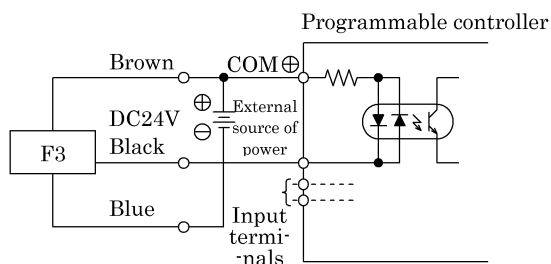 Programmable controller
Brown
COM⊕
⊕
External
DC24V
source of
⊖
Black
power
F3
Blue
Input
termi-
-nals